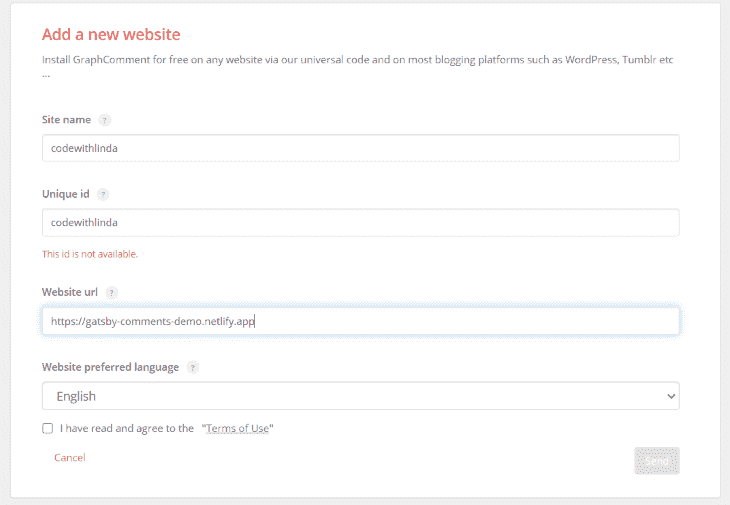 Add a new website
Install GraphComment for free on any website via our universal code and on most blogging platforms such as WordPress, Tumblr etc
...
Site name ?
codewithlinda
Unique id ?
codewithlinda
This id is not available.
Website url ?
https://gatsby-comments-demo.netlify.app
Website preferred language ?
English
I have read and agree to the "Terms of Use"
Cancel
Send